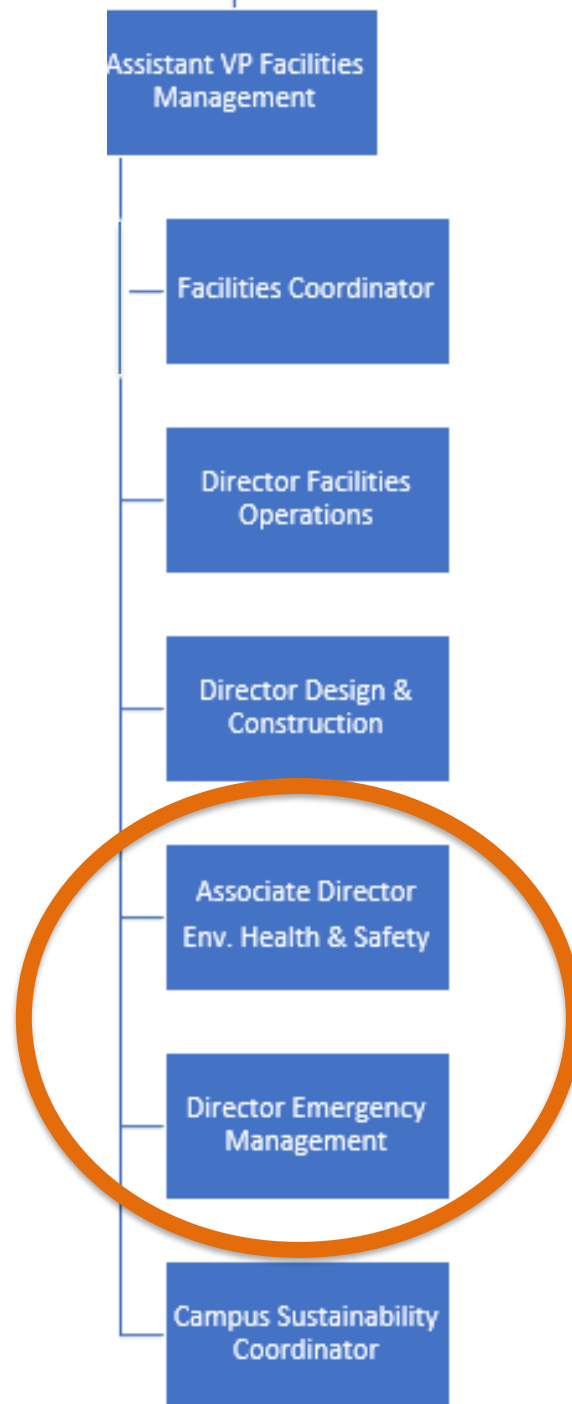 Assistant VP Facilities
Management
Facilities Coordinator
Director Facilities
Operations
Director Design &
Construction
Associate Director
Env. Health & Safety
Director Emergency
Management
Campus Sustainability
Coordinator